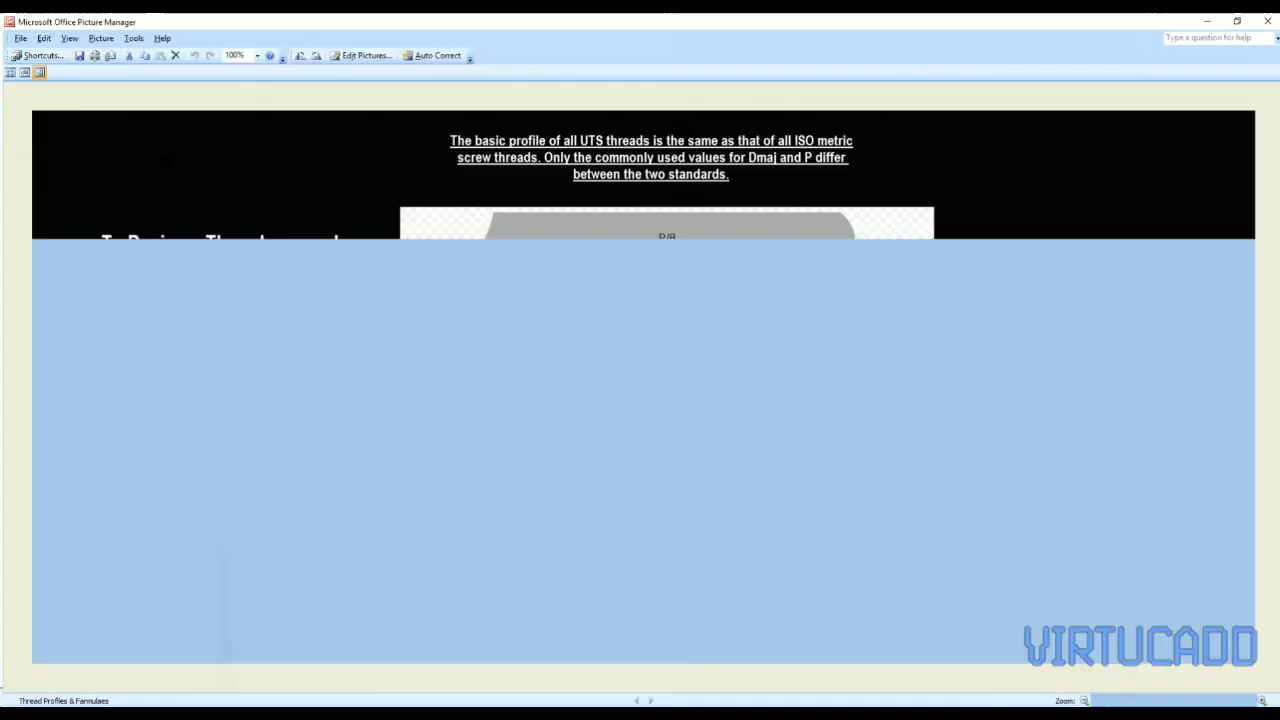 Microsoft Office Picture Manager
File Edit View Picture Tools Help
Type a question for help
Shortcuts... 100% Edit Pictures... Auto Correct
The basic profile of all UTS threads is the same as that of all ISO metric
screw threads. Only the commonly used values for Dmaj and P differ
between the two standards.
P/8
VIRTUCADD
Thread Profiles & Farmulaes
Zoom: